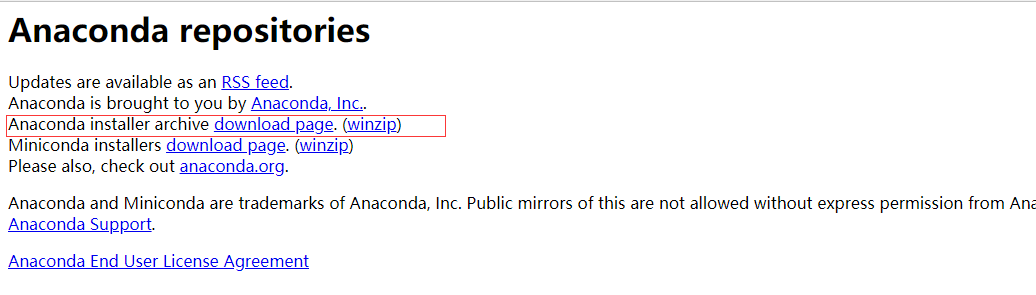 Anaconda repositories
Updates are available as an RSS feed.
Anaconda is brought to you by Anaconda, Inc..
Anaconda installer archive download page. (winzip)
Miniconda installers download page. (winzip)
Please also, check out anaconda.org.
Anaconda and Miniconda are trademarks of Anaconda, Inc. Public mirrors of this are not allowed without express permission from Ana
Anaconda Support.
Anaconda End User License Agreement